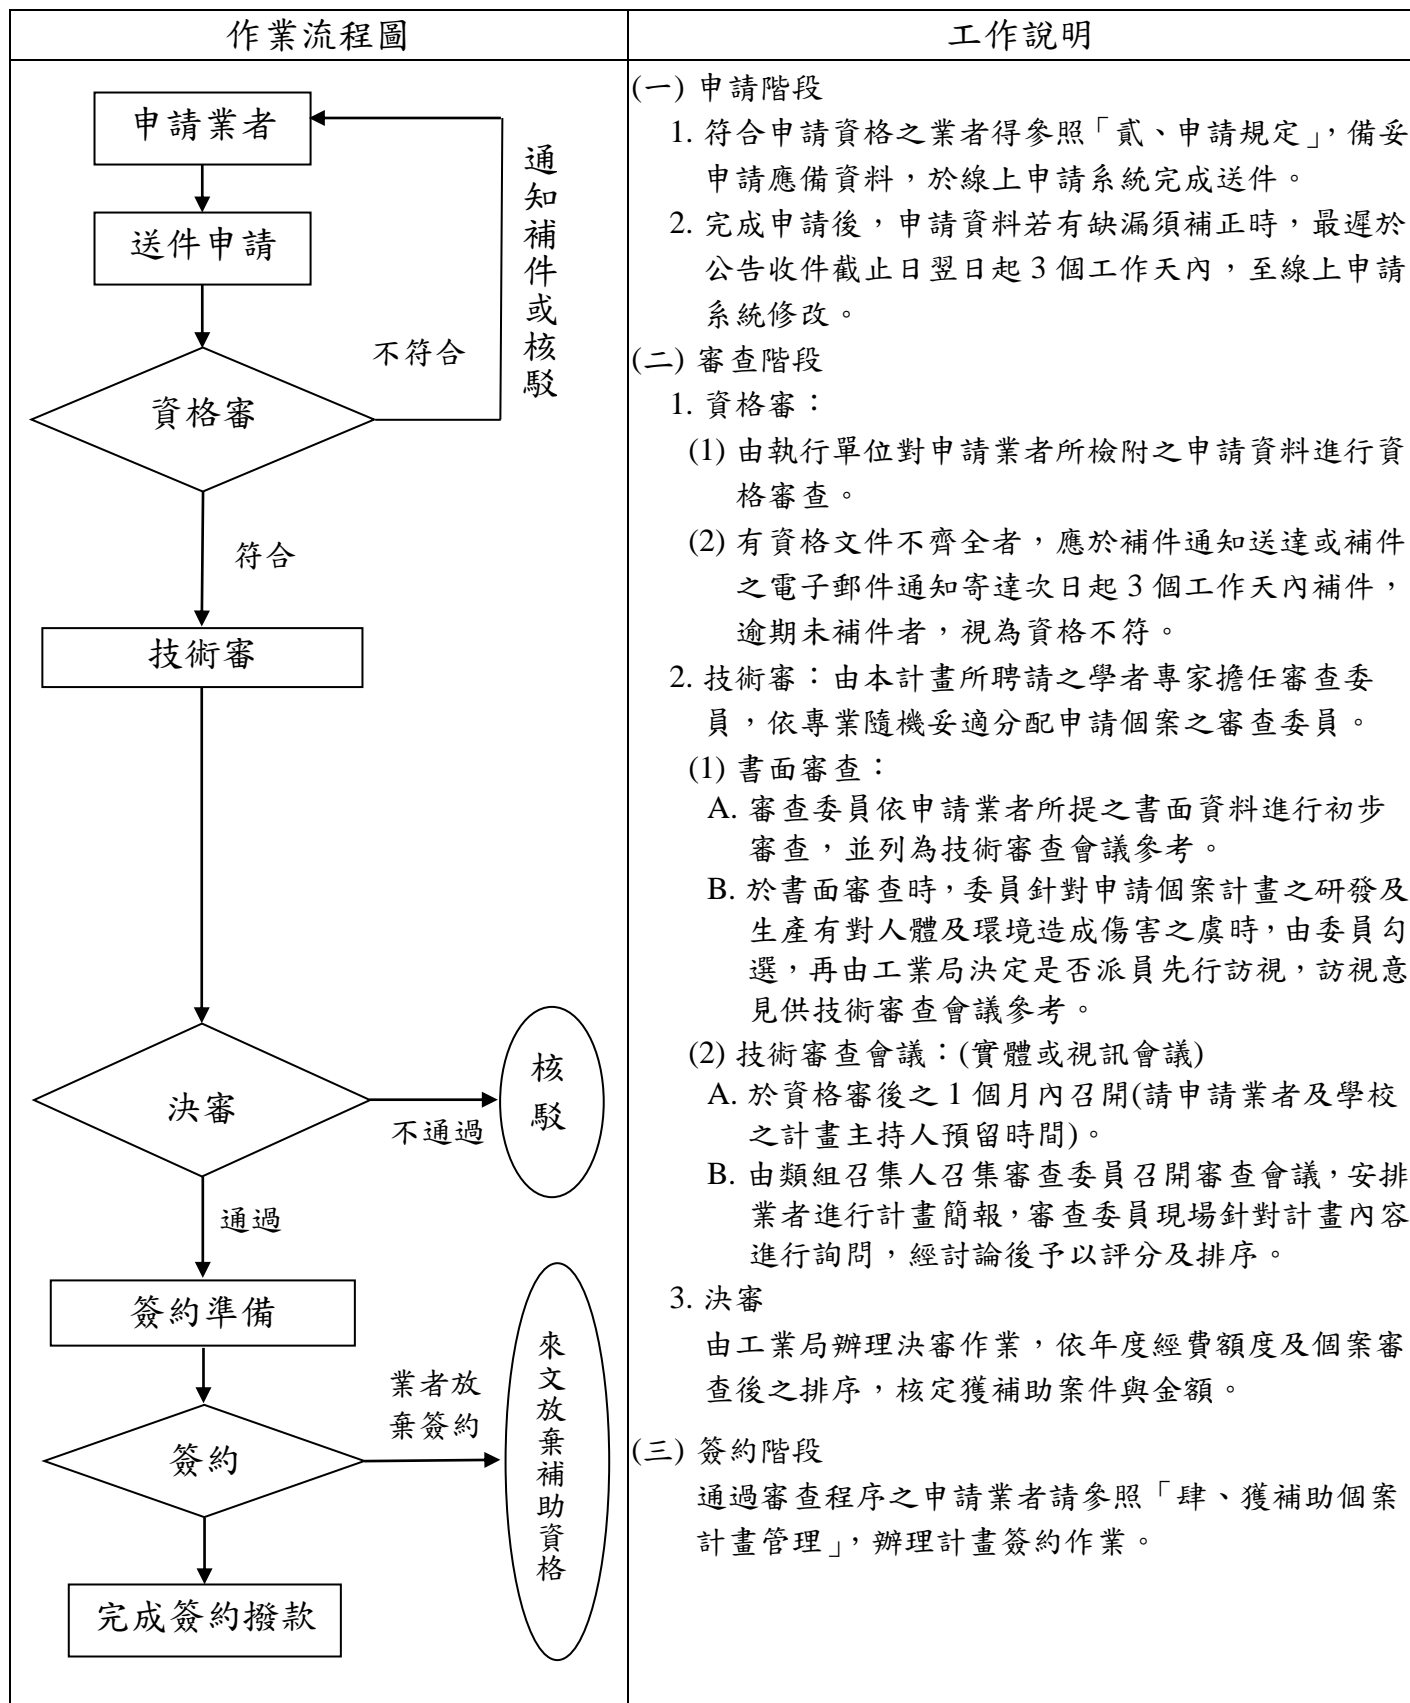 作業流程圖
申請業者
送件申請
通知補件或核駁
不符合
資格審
符合
技術審
決審
不通過
核駁
通過
簽約準備
業者放
棄簽約
簽約
來文放棄補助資格
完成簽約撥款
工作說明
(一) 申請階段
1. 符合申請資格之業者得參照「貳、申請規定」，備妥
申請應備資料，於線上申請系統完成送件。
2. 完成申請後，申請資料若有缺漏須補正時，最遲於
公告收件截止日翌日起 3 個工作天內，至線上申請
系統修改。
(二) 審查階段
1. 資格審：
(1) 由執行單位對申請業者所檢附之申請資料進行資
格審查。
(2) 有資格文件不齊全者，應於補件通知送達或補件
之電子郵件通知寄達次日起 3 個工作天內補件，
逾期未補件者，視為資格不符。
2. 技術審：由本計畫所聘請之學者專家擔任審查委
員，依專業隨機妥適分配申請個案之審查委員。
(1) 書面審查：
A. 審查委員依申請業者所提之書面資料進行初步
審查，並列為技術審查會議參考。
B. 於書面審查時，委員針對申請個案計畫之研發及
生產有對人體及環境造成傷害之虞時，由委員勾
選，再由工業局決定是否派員先行訪視，訪視意
見供技術審查會議參考。
(2) 技術審查會議：(實體或視訊會議)
A. 於資格審後之 1 個月內召開(請申請業者及學校
之計畫主持人預留時間)。
B. 由類組召集人召集審查委員召開審查會議，安排
業者進行計畫簡報，審查委員現場針對計畫內容
進行詢問，經討論後予以評分及排序。
3. 決審
由工業局辦理決審作業，依年度經費額度及個案審
查後之排序，核定獲補助案件與金額。
(三) 簽約階段
通過審查程序之申請業者請參照「肆、獲補助個案
計畫管理」，辦理計畫簽約作業。